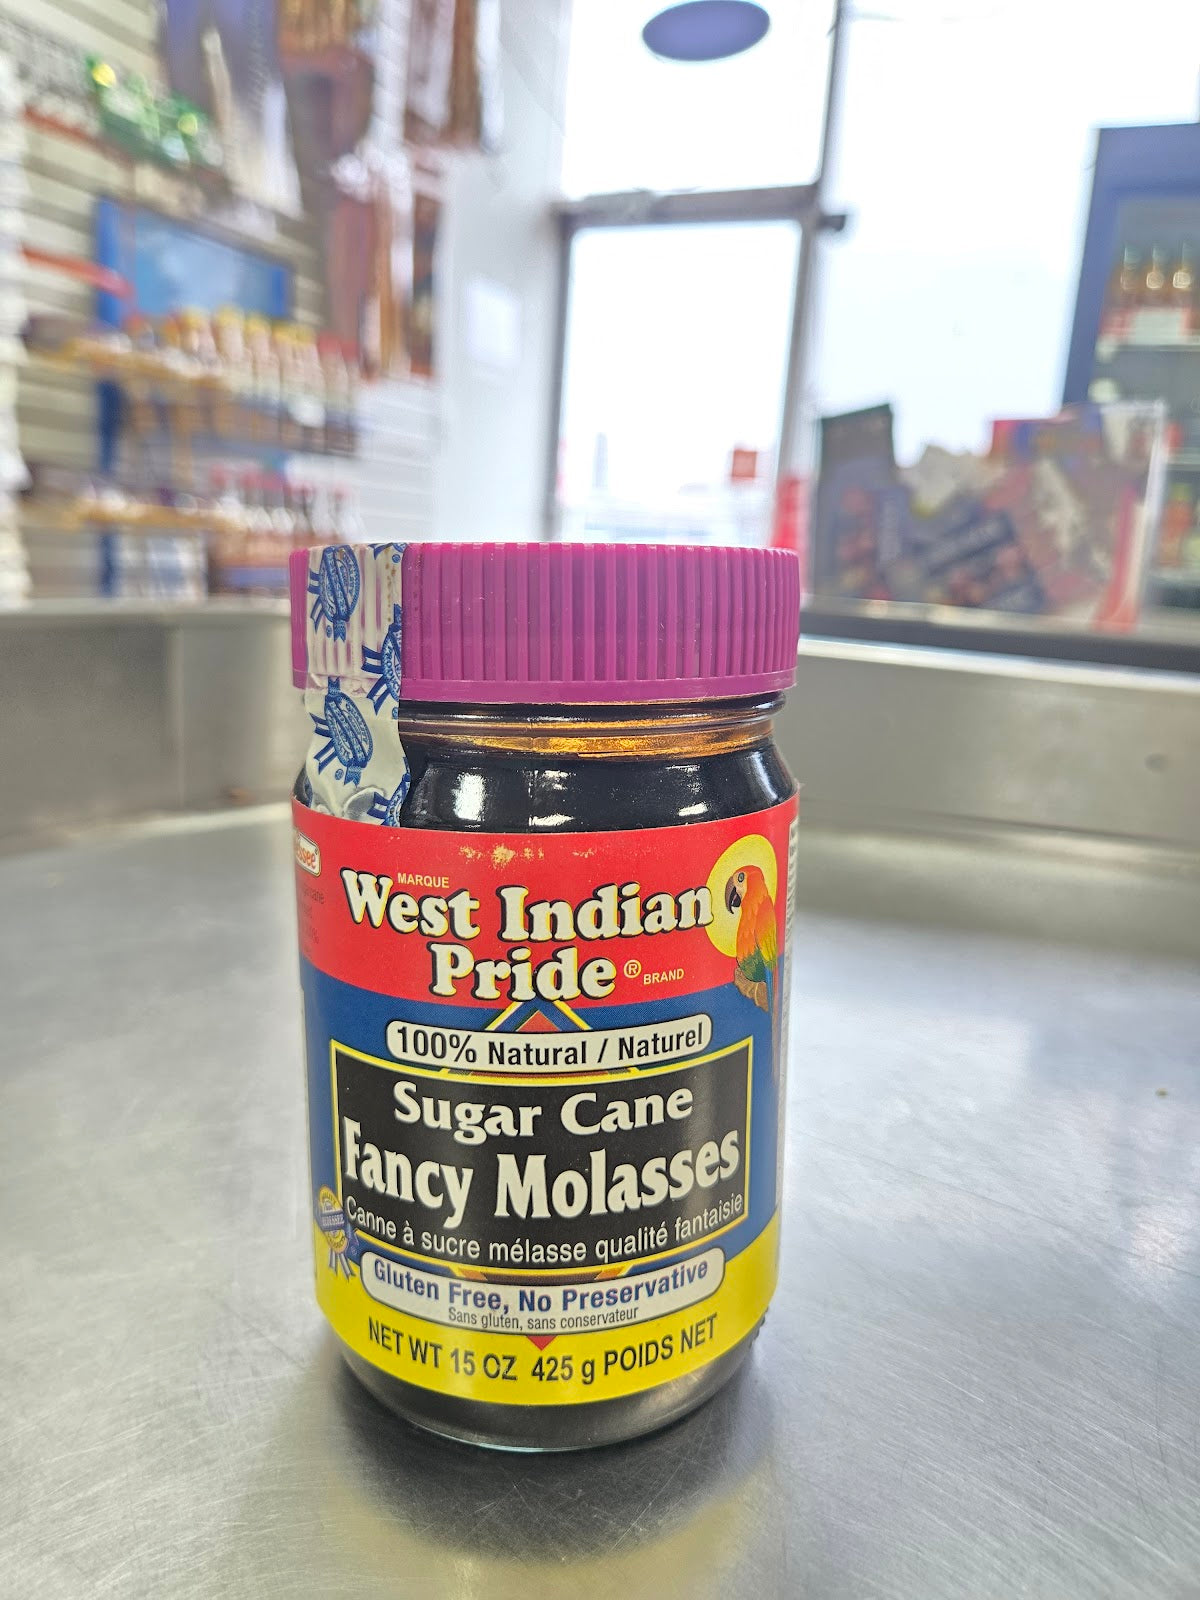 MARQUE
West Indian
Pride® BRAND
100% Natural / Naturel
Sugar Cane
Fancy Molasses
Canne à sucre mélasse qualité fantaisie
Gluten Free, No Preservative
Sans gluten, sans conservateur
NET WT 15 OZ 425 g POIDS NET